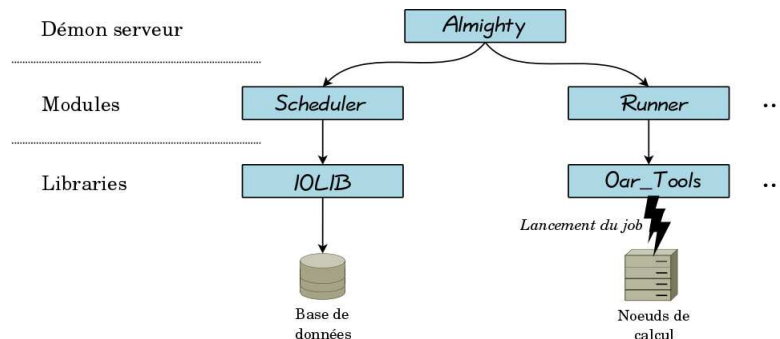 Démon serveur
Almighty
Modules
Scheduler
Runner
..
Libraries
IOLIB
Oar_Tools
..
Lancement du job
Base de
données
Noeuds de
calcul